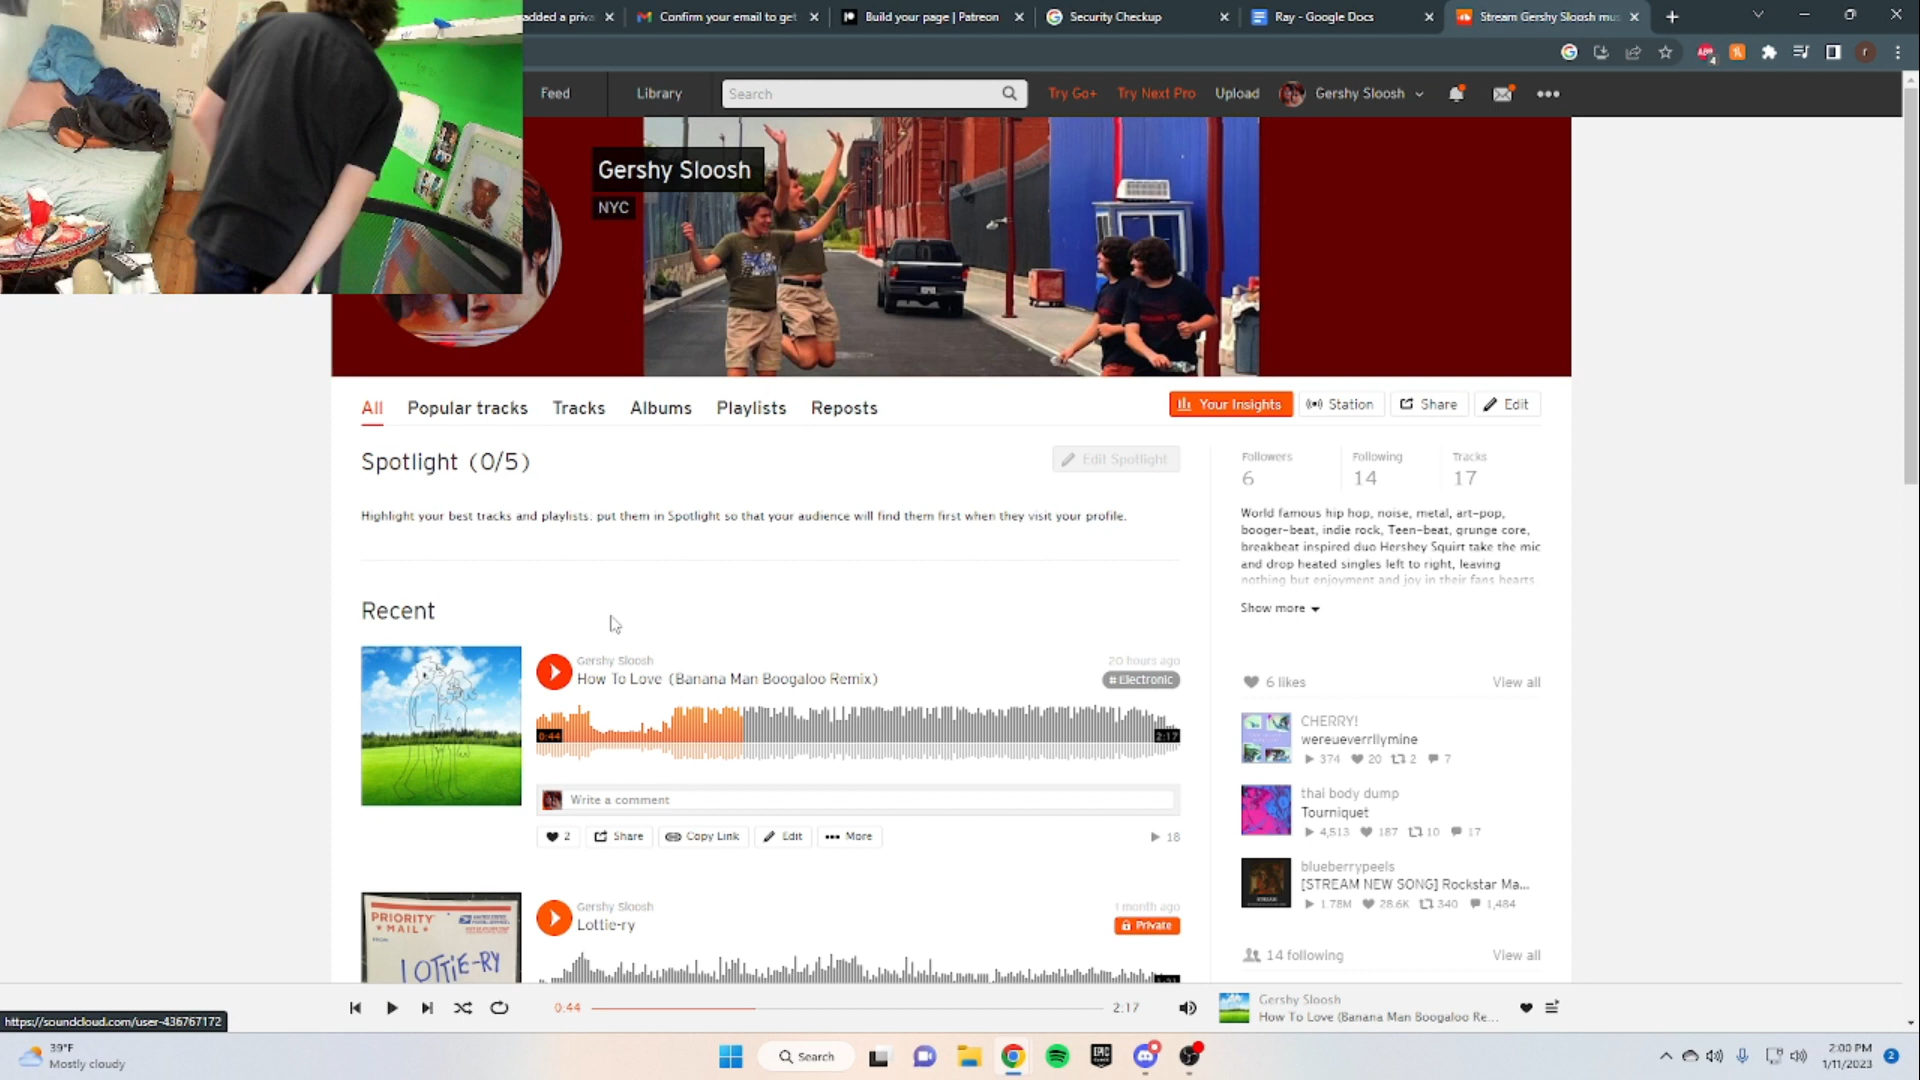 added a priva
Confirm your email to get
Build your page | Patreon
Security Checkup
Ray - Google Docs
Stream Gershy Sloosh mus
Feed
Library
Search
Try Go+
Try Next Pro
Upload
Gershy Sloosh
Gershy Sloosh
NYC
All
Popular tracks
Tracks
Albums
Playlists
Reposts
Your Insights
Station
Share
Edit
Spotlight (0/5)
Edit Spotlight
Highlight your best tracks and playlists: put them in Spotlight so that your audience will find them first when they visit your profile.
Followers
6
Following
14
Tracks
17
World famous hip hop, noise, metal, art-pop,
booger-beat, indie rock, Teen-beat, grunge core,
breakbeat inspired duo Hershey Squirt take the mic
and drop heated singles left to right, leaving
nothing but enjoyment and joy in their fans hearts
Show more
Recent
Gershy Sloosh
How To Love (Banana Man Boogaloo Remix)
20 hours ago
# Electronic
0:44
2:17
Write a comment
2
Share
Copy Link
Edit
More
18
6 likes
View all
CHERRY!
wereueverrllymine
374 20 2 7
thai body dump
Tourniquet
4,513 187 10 17
blueberrypeels
[STREAM NEW SONG] Rockstar Ma...
1.78M 28.6K 340 1,484
14 following
View all
PRIORITY
MAIL
FROM:
LOTTIE-RY
Gershy Sloosh
Lottie-ry
1 month ago
Private
0:44
2:17
Gershy Sloosh
How To Love (Banana Man Boogaloo Re...
https://soundcloud.com/user-436767172
39°F
Mostly cloudy
Search
EPIC
GAMES
2:00 PM
1/11/2023
2